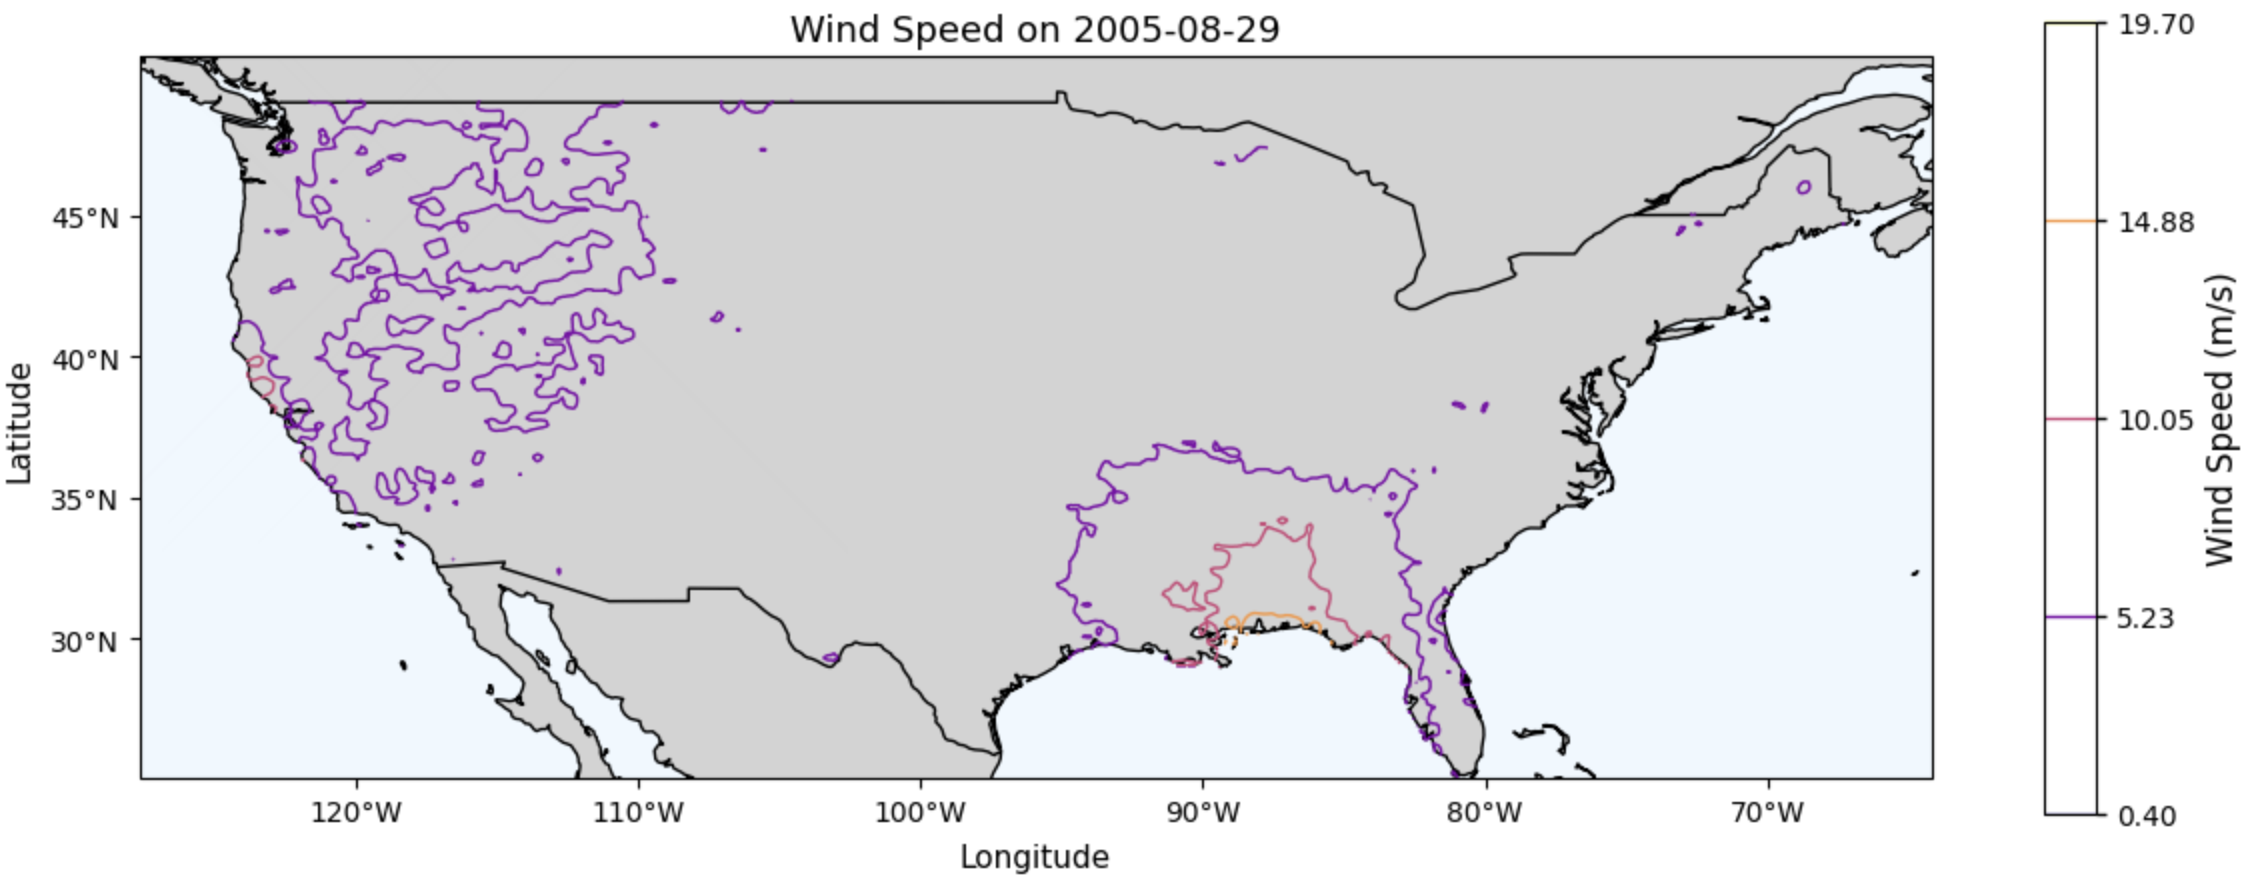 Wind Speed on 2005-08-29
45°N
40°N
35°N
30°N
Latitude
120°W 110°W 100°W 90°W 80°W 70°W
Longitude
19.70
14.88
10.05
5.23
0.40
Wind Speed (m/s)